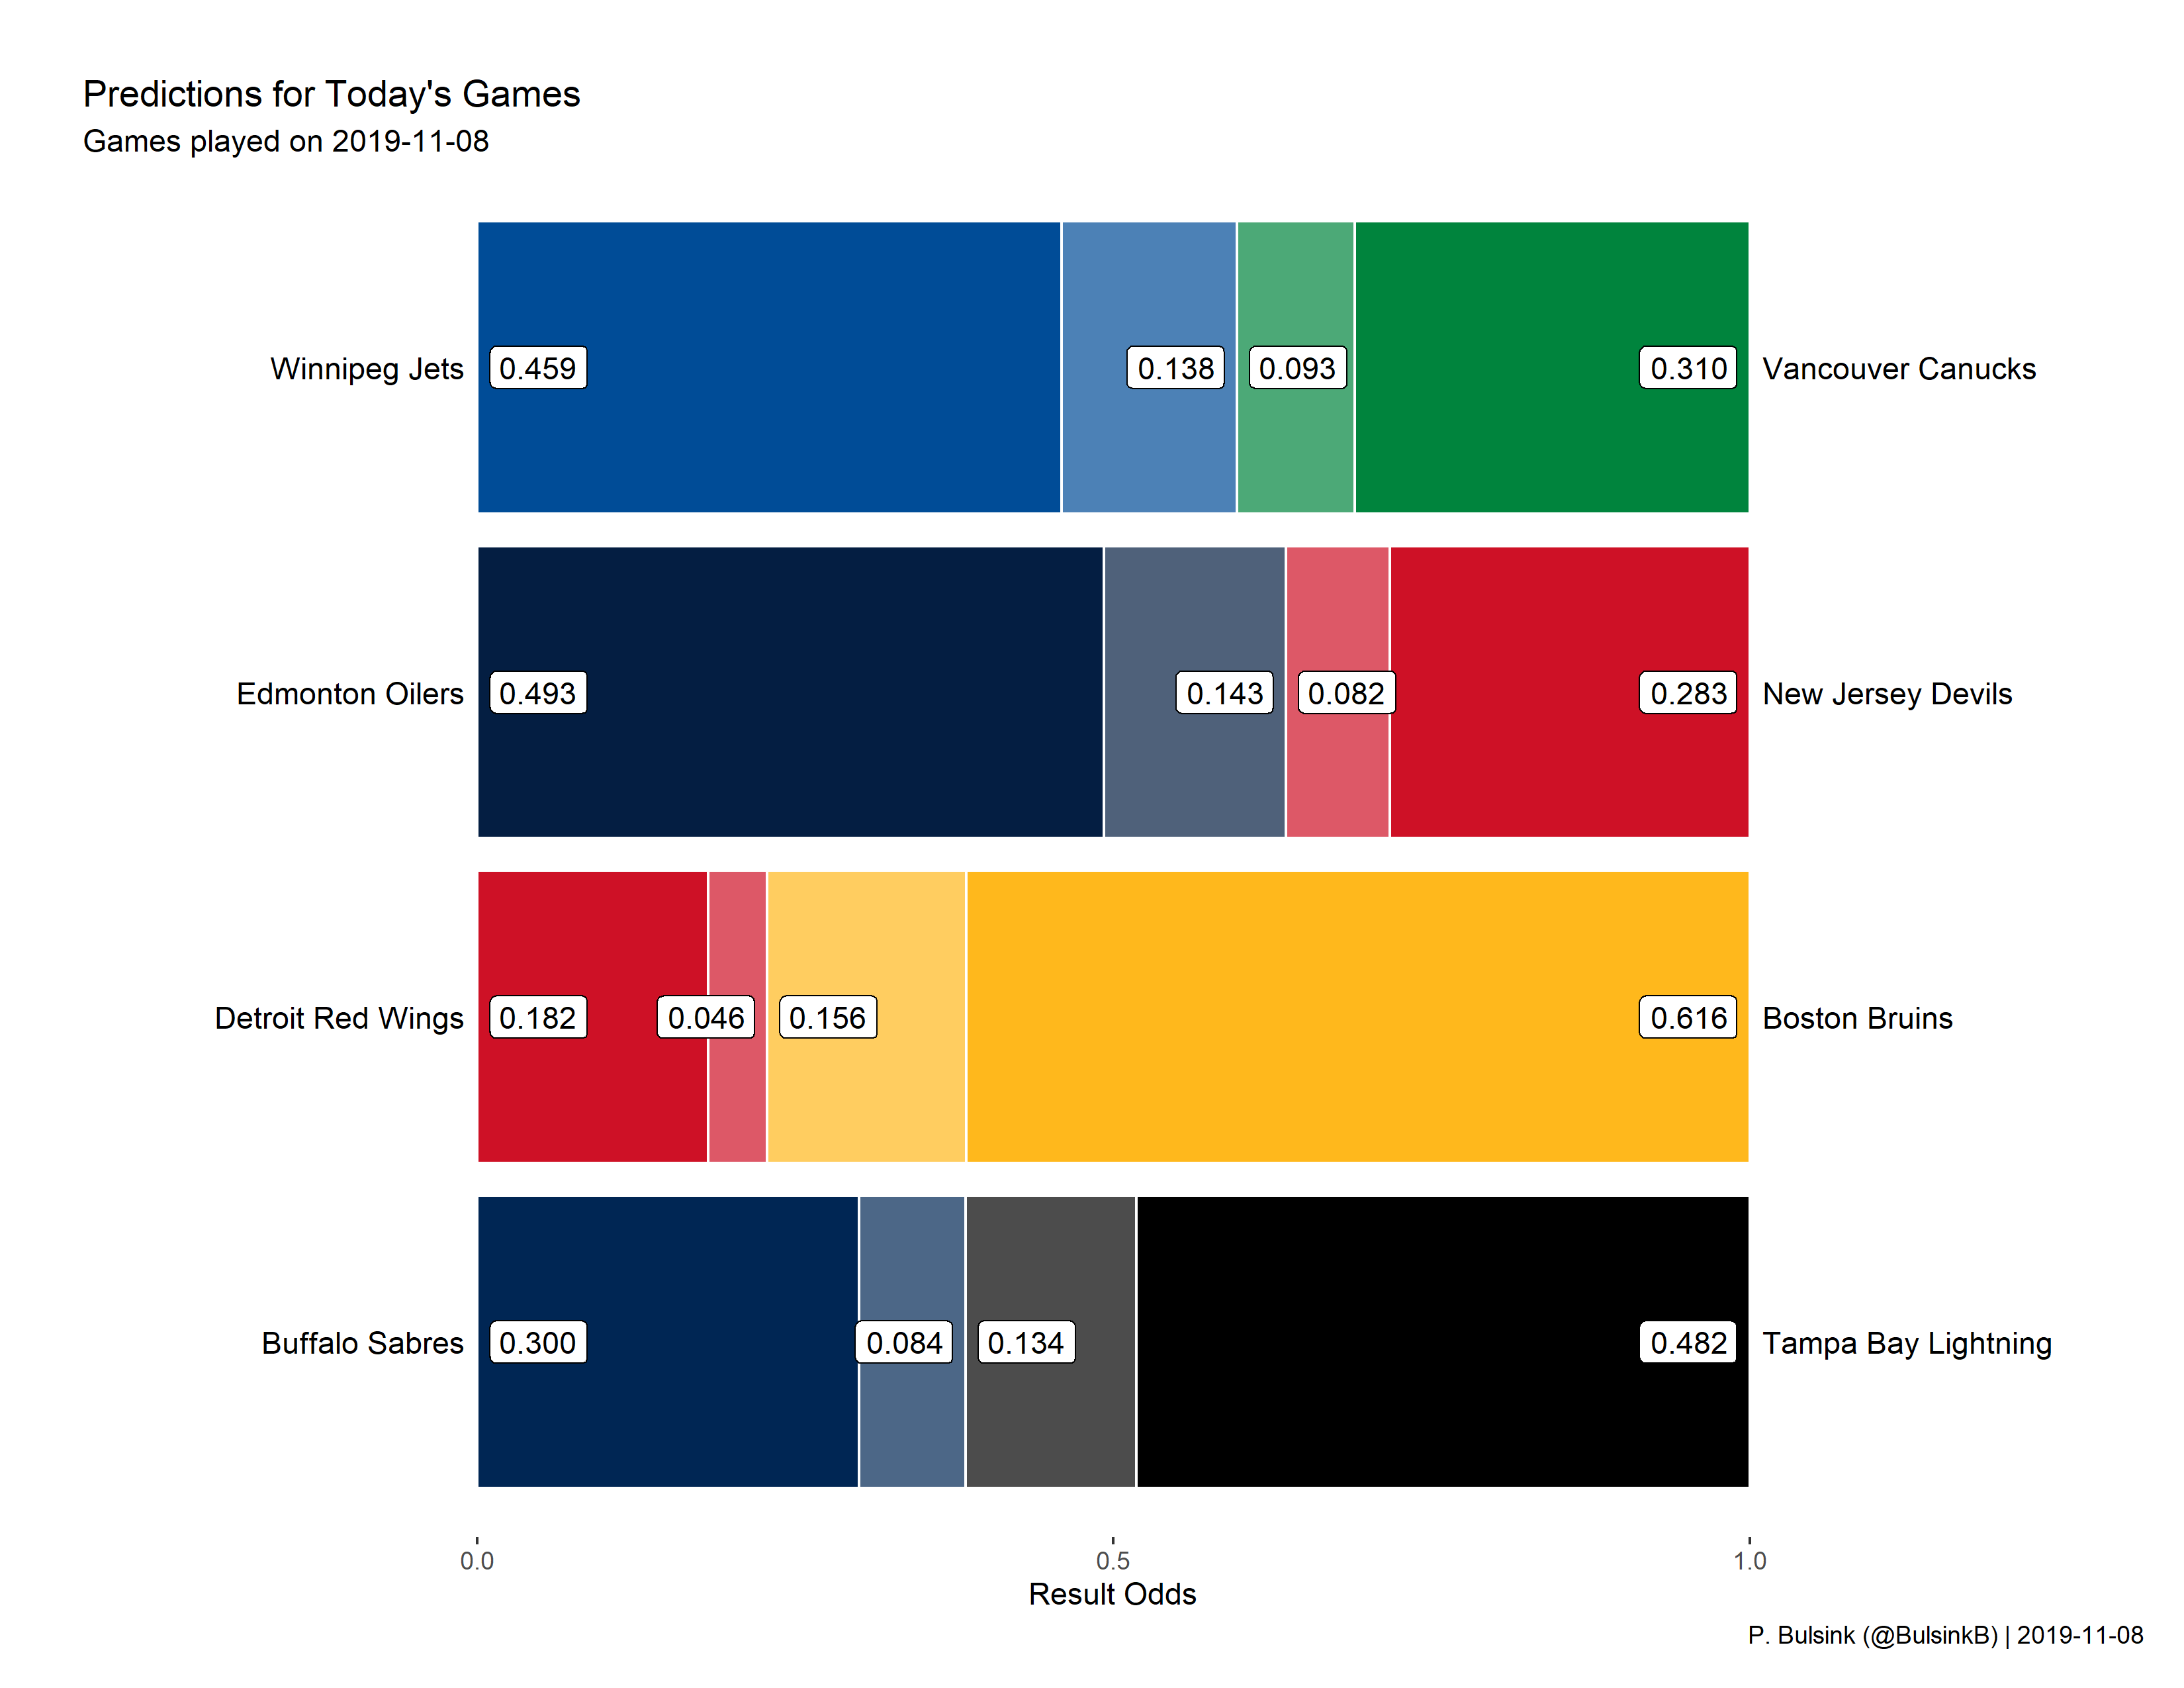 Predictions for Today's Games
Games played on 2019-11-08
Winnipeg Jets 0.459 0.138 0.093 0.310 Vancouver Canucks
Edmonton Oilers 0.493 0.143 0.082 0.283 New Jersey Devils
Detroit Red Wings 0.182 0.046 0.156 0.616 Boston Bruins
Buffalo Sabres 0.300 0.084 0.134 0.482 Tampa Bay Lightning
0.0 0.5 1.0
Result Odds
P. Bulsink (@BulsinkB) | 2019-11-08